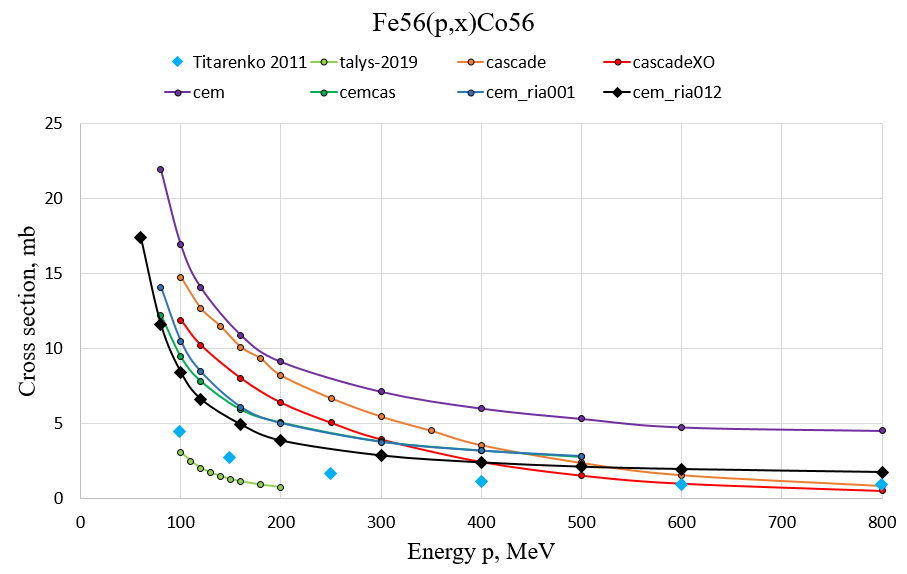 Fe56(p,x)Co56
Titarenko 2011 talys-2019 cascade cascadeXO
cem cemcas cem_ria001 cem_ria012
25
20
15
10
5
0
Cross section, mb
0 100 200 300 400 500 600 700 800
Energy p, MeV